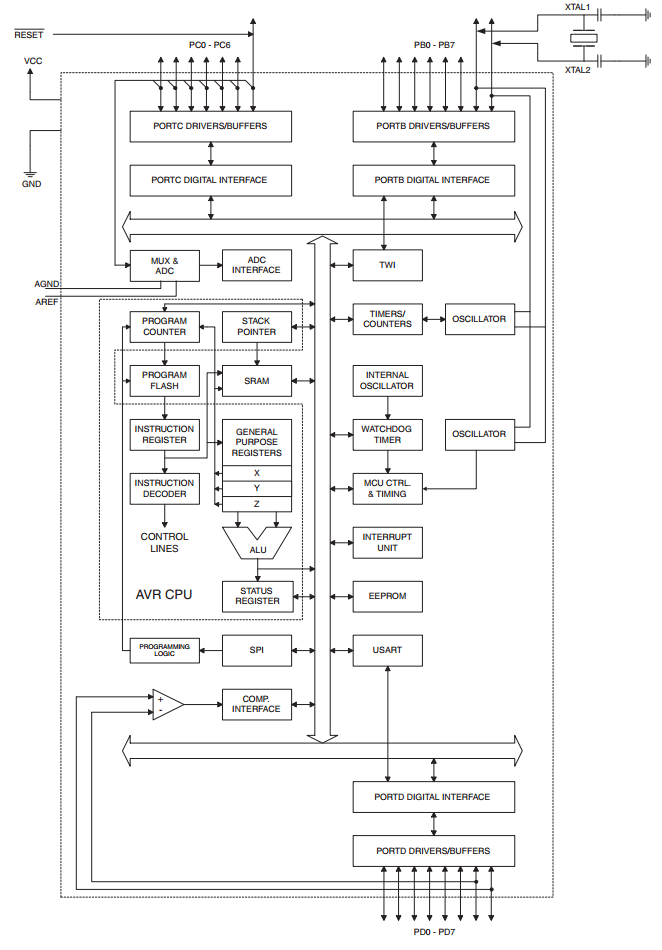 XTAL1
RESET
PC0 - PC6
PB0 - PB7
VCC
XTAL2
PORTC DRIVERS/BUFFERS
PORTB DRIVERS/BUFFERS
GND
PORTC DIGITAL INTERFACE
PORTB DIGITAL INTERFACE
MUX &
ADC
ADC
INTERFACE
TWI
AGND
AREF
PROGRAM
COUNTER
STACK
POINTER
TIMERS/
COUNTERS
OSCILLATOR
PROGRAM
FLASH
SRAM
INTERNAL
OSCILLATOR
INSTRUCTION
REGISTER
GENERAL
PURPOSE
REGISTERS
WATCHDOG
TIMER
OSCILLATOR
X
Y
Z
INSTRUCTION
DECODER
MCU CTRL.
& TIMING
CONTROL
LINES
ALU
INTERRUPT
UNIT
AVR CPU
STATUS
REGISTER
EEPROM
PROGRAMMING
LOGIC
SPI
USART
+
-
COMP.
INTERFACE
PORTD DIGITAL INTERFACE
PORTD DRIVERS/BUFFERS
PD0 - PD7